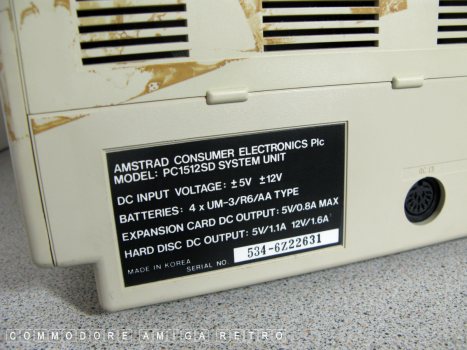 AMSTRAD CONSUMER ELECTRONICS Plc
MODEL: PC1512SD SYSTEM UNIT
DC INPUT VOLTAGE: ±5V ±12V
BATTERIES: 4 x UM-3/R6/AA TYPE
EXPANSION CARD DC OUTPUT: 5V/0.8A MAX
HARD DISC DC OUTPUT: 5V/1.1A 12V/1.6A
MADE IN KOREA SERIAL NO. 534-6Z22631
DC IN
COMMODORE AMIGA RETRO